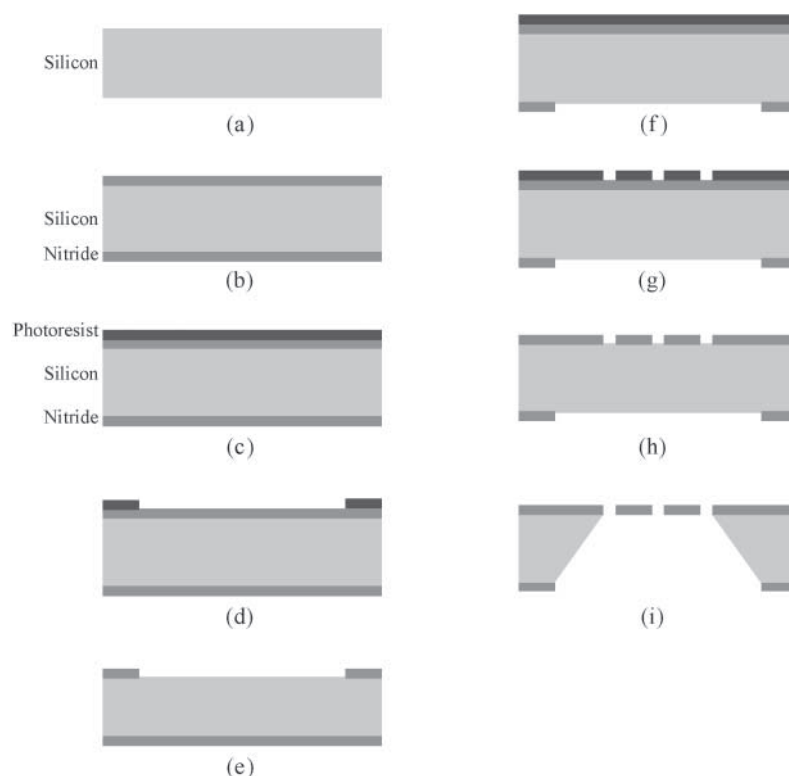 Silicon
(a)
Silicon
Nitride
(b)
Photoresist
Silicon
Nitride
(c)
(d)
(e)
(f)
(g)
(h)
(i)